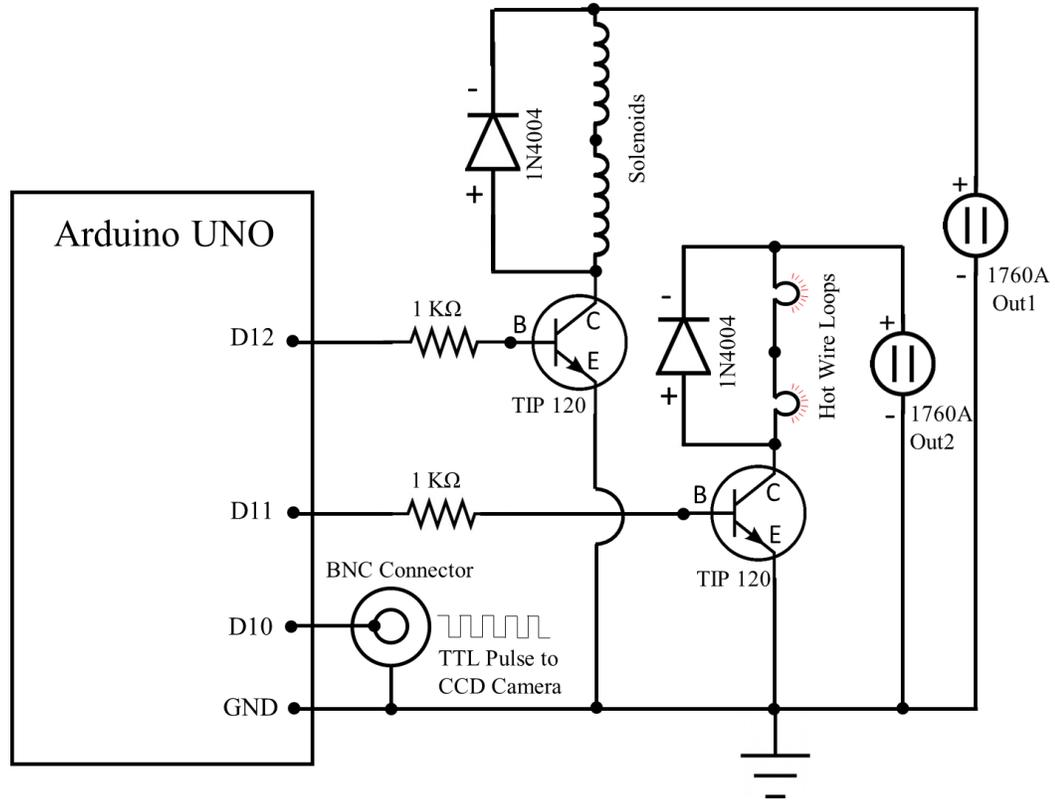 Arduino UNO
-
1N4004
+
Solenoids
+
-
1760A
Out1
D12
1 KΩ
B
C
E
TIP 120
-
1N4004
+
Hot Wire Loops
+
-
1760A
Out2
D11
1 KΩ
B
C
E
TIP 120
BNC Connector
D10
TTL Pulse to
CCD Camera
GND